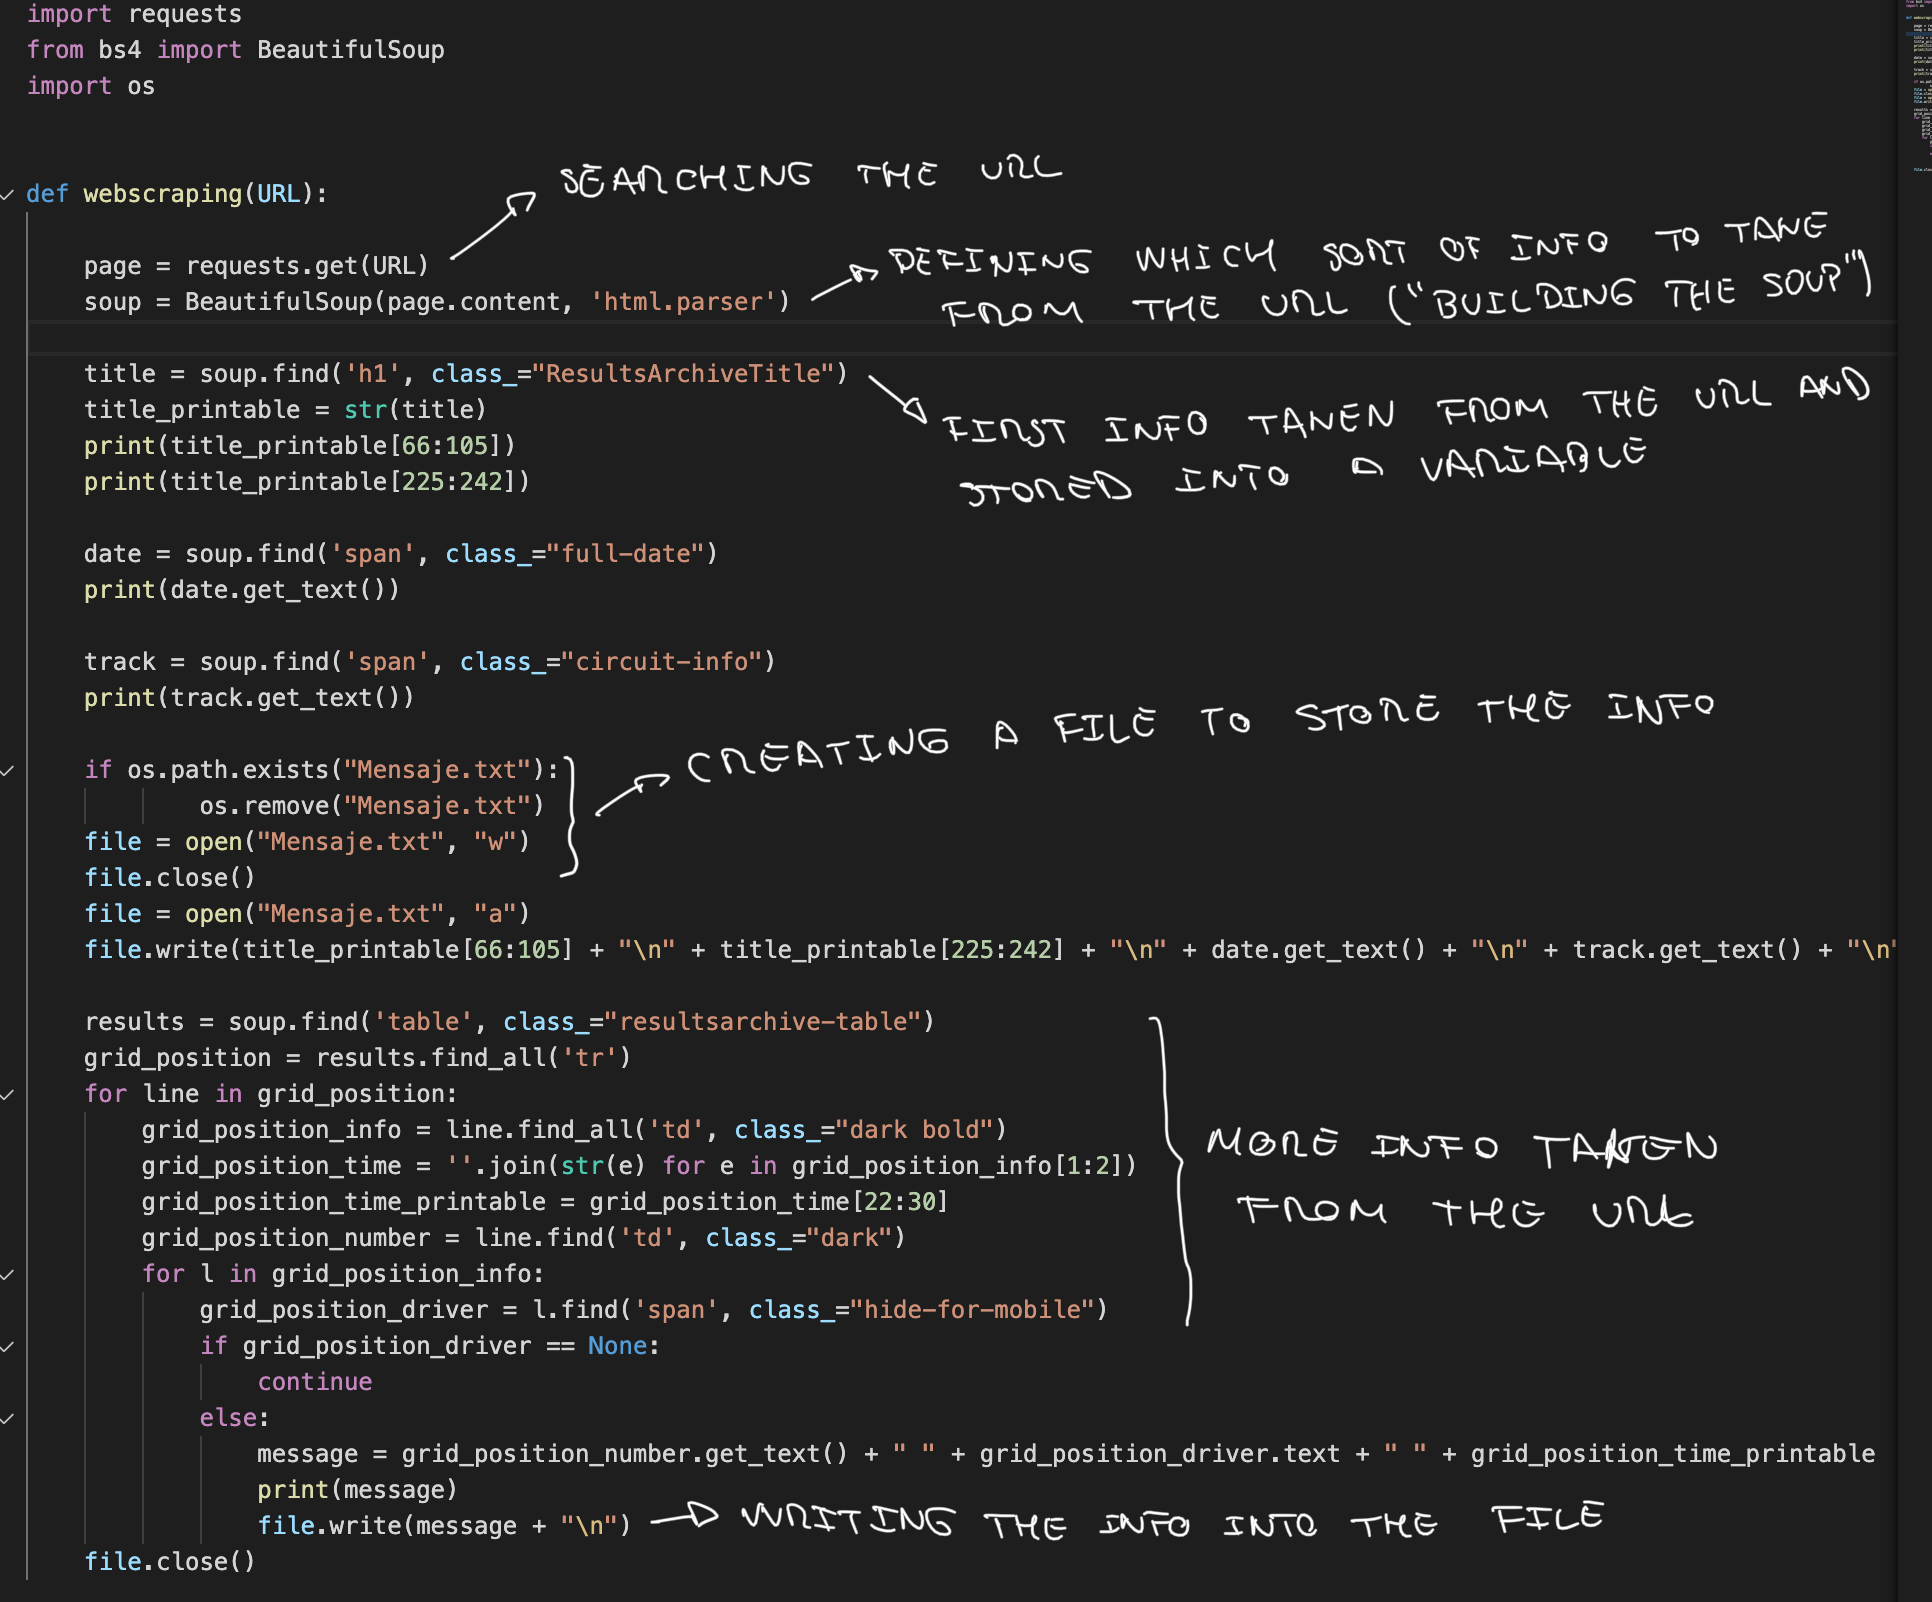 import requests
from bs4 import BeautifulSoup
import os
def webscraping(URL):
SEARCHING THE URL
page = requests.get(URL)
soup = BeautifulSoup(page.content, 'html.parser')
DEFINING WHICH SORT OF INFO TO TAKE
FROM THE URL ("BUILDING THE SOUP")
title = soup.find('h1', class_="ResultsArchiveTitle")
title_printable = str(title)
print(title_printable[66:105])
print(title_printable[225:242])
FIRST INFO TAKEN FROM THE URL AND
STORED INTO A VARIABLE
date = soup.find('span', class_="full-date")
print(date.get_text())
track = soup.find('span', class_="circuit-info")
print(track.get_text())
if os.path.exists("Mensaje.txt"):
os.remove("Mensaje.txt")
file = open("Mensaje.txt", "w")
file.close()
CREATING A FILE TO STORE THE INFO
file = open("Mensaje.txt", "a")
file.write(title_printable[66:105] + "\n" + title_printable[225:242] + "\n" + date.get_text() + "\n" + track.get_text() + "\n"
results = soup.find('table', class_="resultsarchive-table")
grid_position = results.find_all('tr')
for line in grid_position:
grid_position_info = line.find_all('td', class_="dark bold")
grid_position_time = ''.join(str(e) for e in grid_position_info[1:2])
grid_position_time_printable = grid_position_time[22:30]
grid_position_number = line.find('td', class_="dark")
for l in grid_position_info:
grid_position_driver = l.find('span', class_="hide-for-mobile")
MORE INFO TAKEN
FROM THE URL
if grid_position_driver == None:
continue
else:
message = grid_position_number.get_text() + " " + grid_position_driver.text + " " + grid_position_time_printable
print(message)
file.write(message + "\n")
WRITING THE INFO INTO THE FILE
file.close()